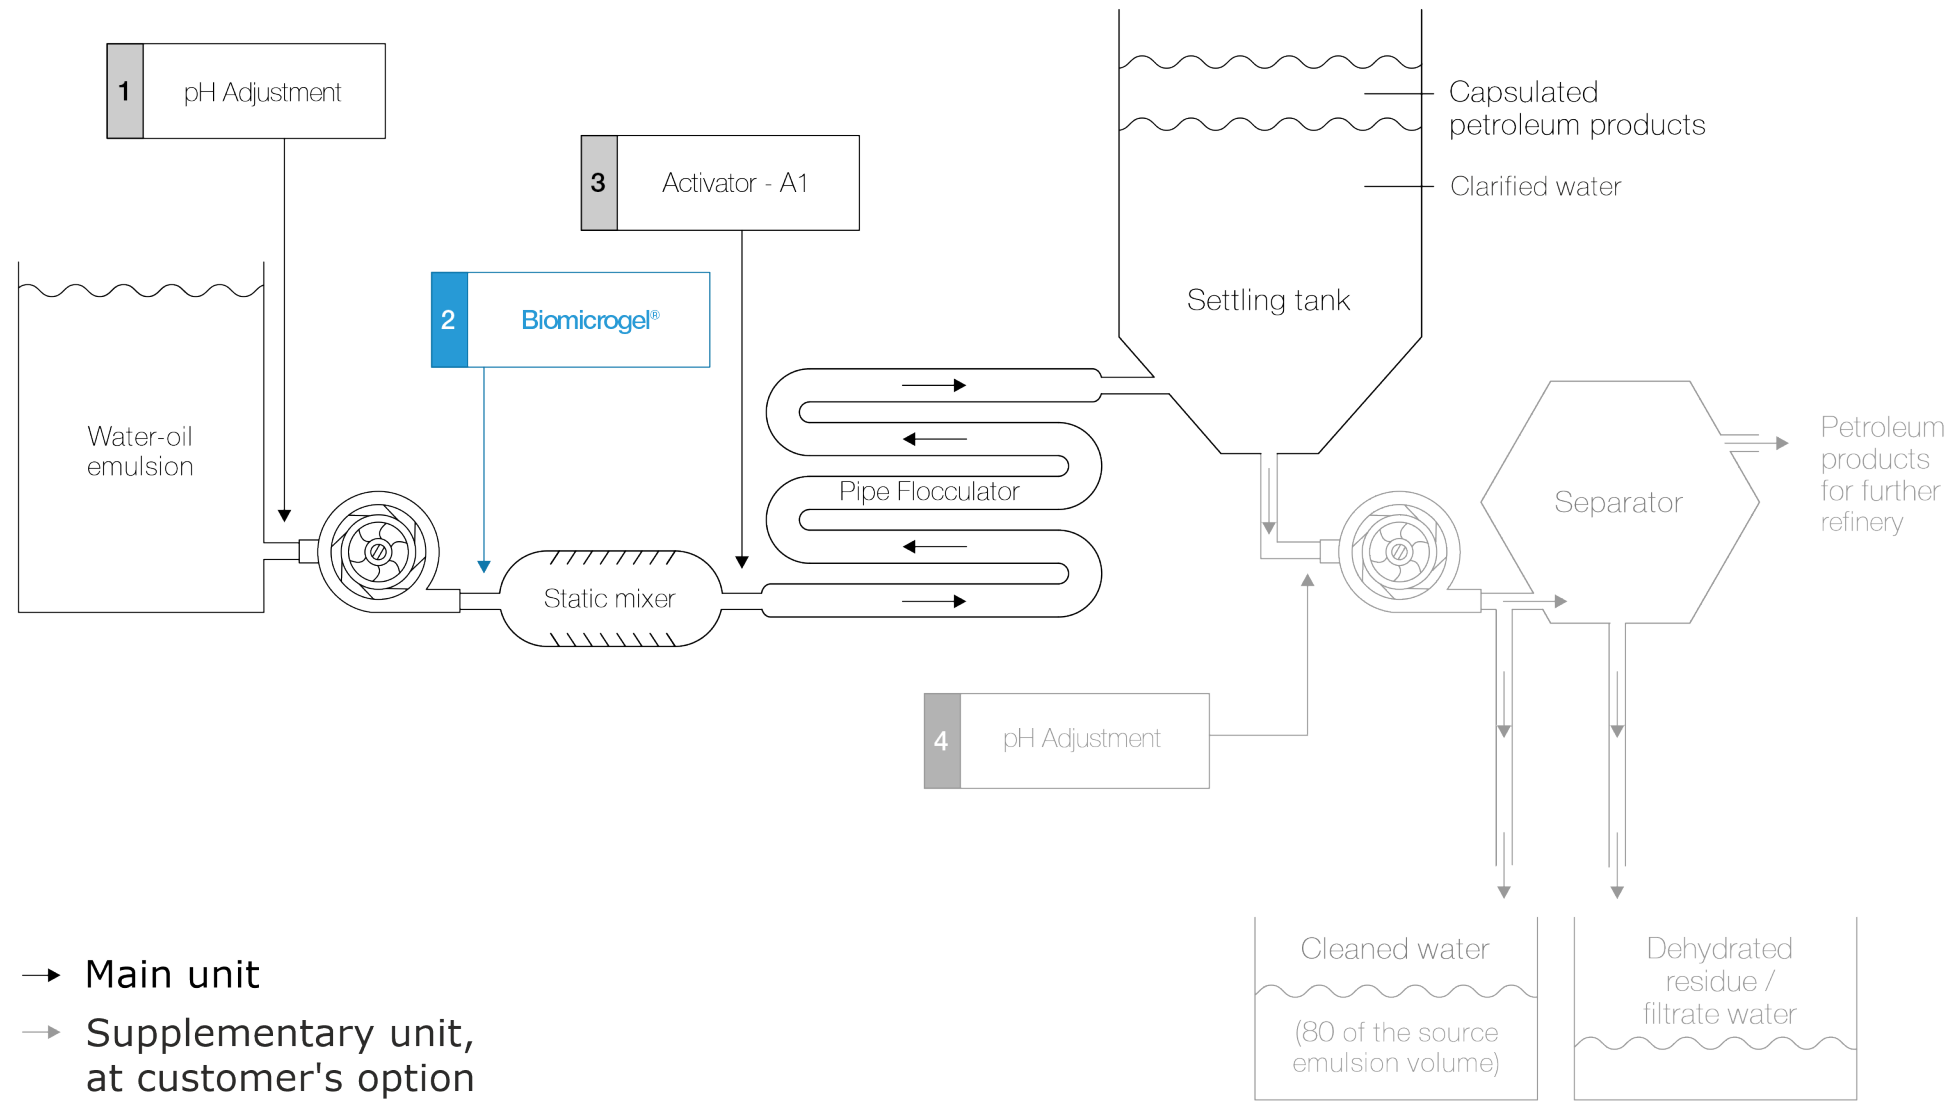 1
pH Adjustment
3
Activator - A1
2
Biomicrogel®
Water-oil
emulsion
Static mixer
Pipe Flocculator
Capsulated
petroleum products
Clarified water
Settling tank
Separator
Petroleum
products
for further
refinery
4
pH Adjustment
Cleaned water
(80 of the source
emulsion volume)
Dehydrated
residue /
filtrate water
Main unit
Supplementary unit,
at customer's option